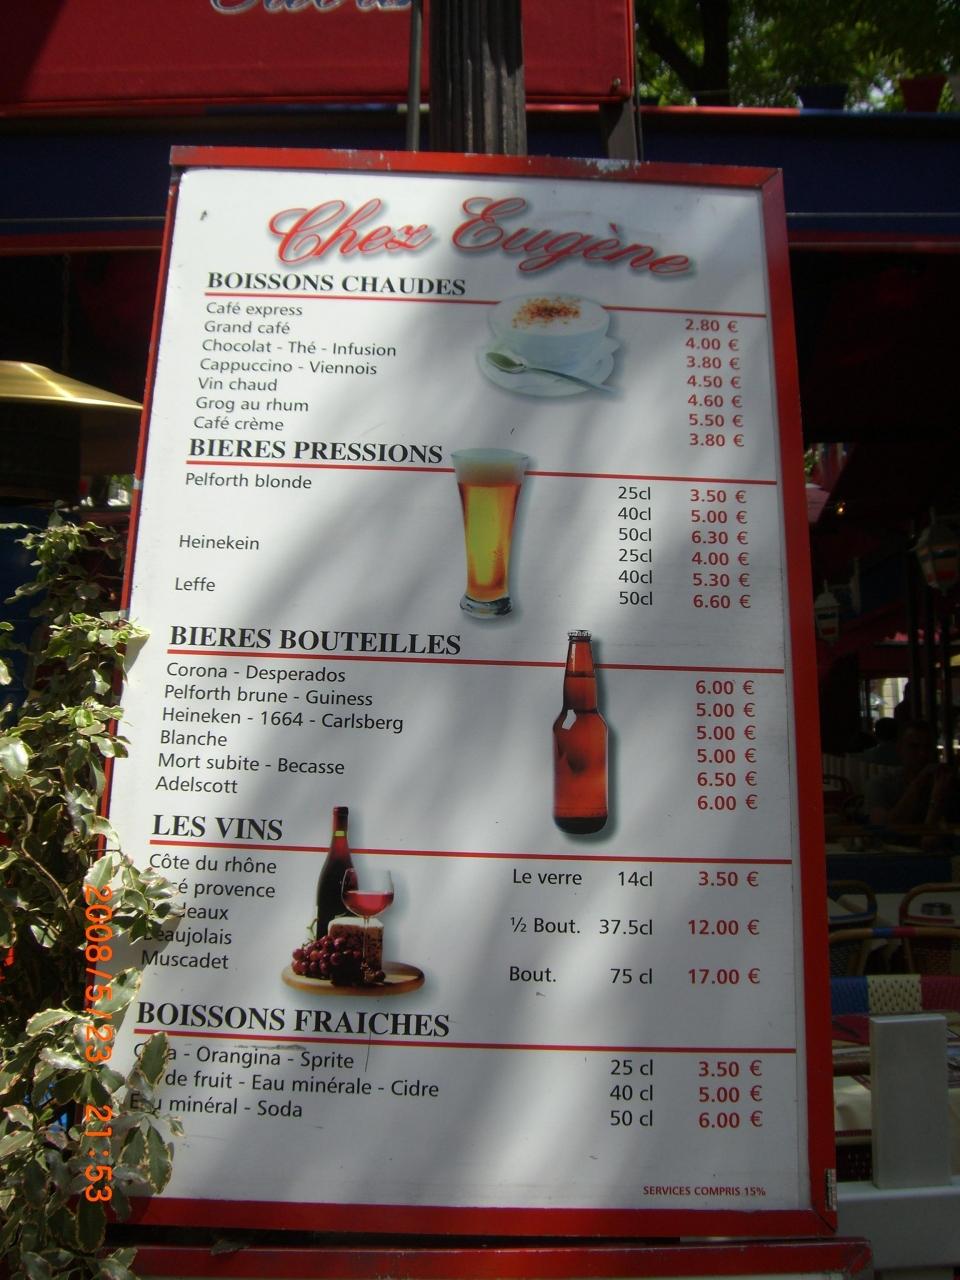 Chez Eugène
BOISSONS CHAUDES
Café express 2.80 €
Grand café 4.00 €
Chocolat - Thé - Infusion 3.80 €
Cappuccino - Viennois 4.50 €
Vin chaud 4.60 €
Grog au rhum 5.50 €
Café crème 3.80 €
BIERES PRESSIONS
Pelforth blonde 25cl 3.50 €
40cl 5.00 €
50cl 6.30 €
Heinekein 25cl 4.00 €
40cl 5.30 €
Leffe 50cl 6.60 €
BIERES BOUTEILLES
Corona - Desperados 6.00 €
Pelforth brune - Guiness 5.00 €
Heineken - 1664 - Carlsberg 5.00 €
Blanche 5.00 €
Mort subite - Becasse 6.50 €
Adelscott 6.00 €
LES VINS
Côte du rhône Le verre 14cl 3.50 €
provence
½ Bout. 37.5cl 12.00 €
Beaujolais
Muscadet Bout. 75 cl 17.00 €
BOISSONS FRAICHES
- Orangina - Sprite 25 cl 3.50 €
de fruit - Eau minérale - Cidre 40 cl 5.00 €
Eau minéral - Soda 50 cl 6.00 €
SERVICES COMPRIS 15%
2008/5/23 21:53